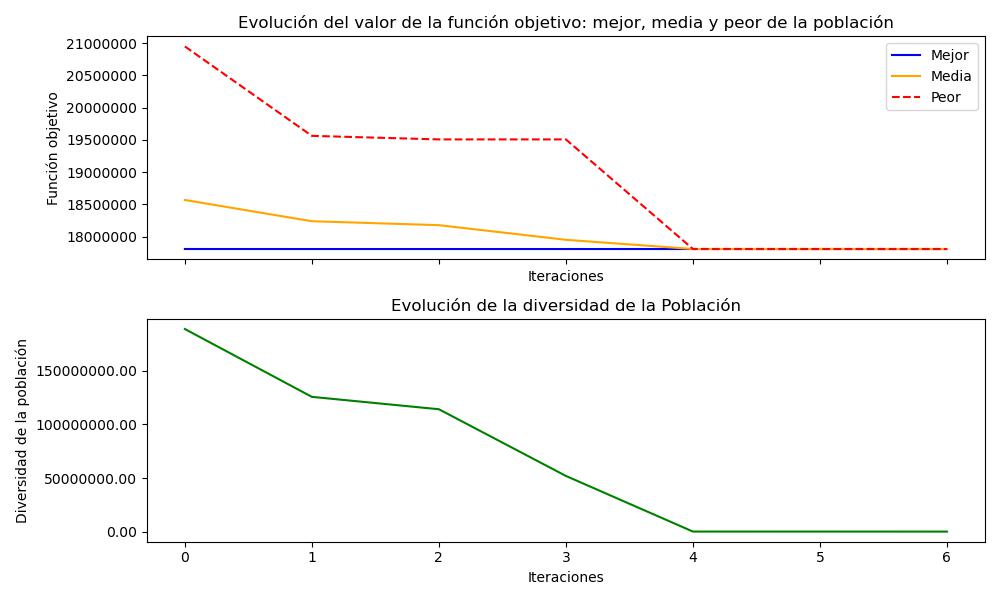 Evolución del valor de la función objetivo: mejor, media y peor de la población
Función objetivo
21000000
20500000
20000000
19500000
19000000
18500000
18000000
Mejor
Media
Peor
Iteraciones
Evolución de la diversidad de la Población
Diversidad de la población
150000000.00
100000000.00
50000000.00
0.00
0 1 2 3 4 5 6
Iteraciones